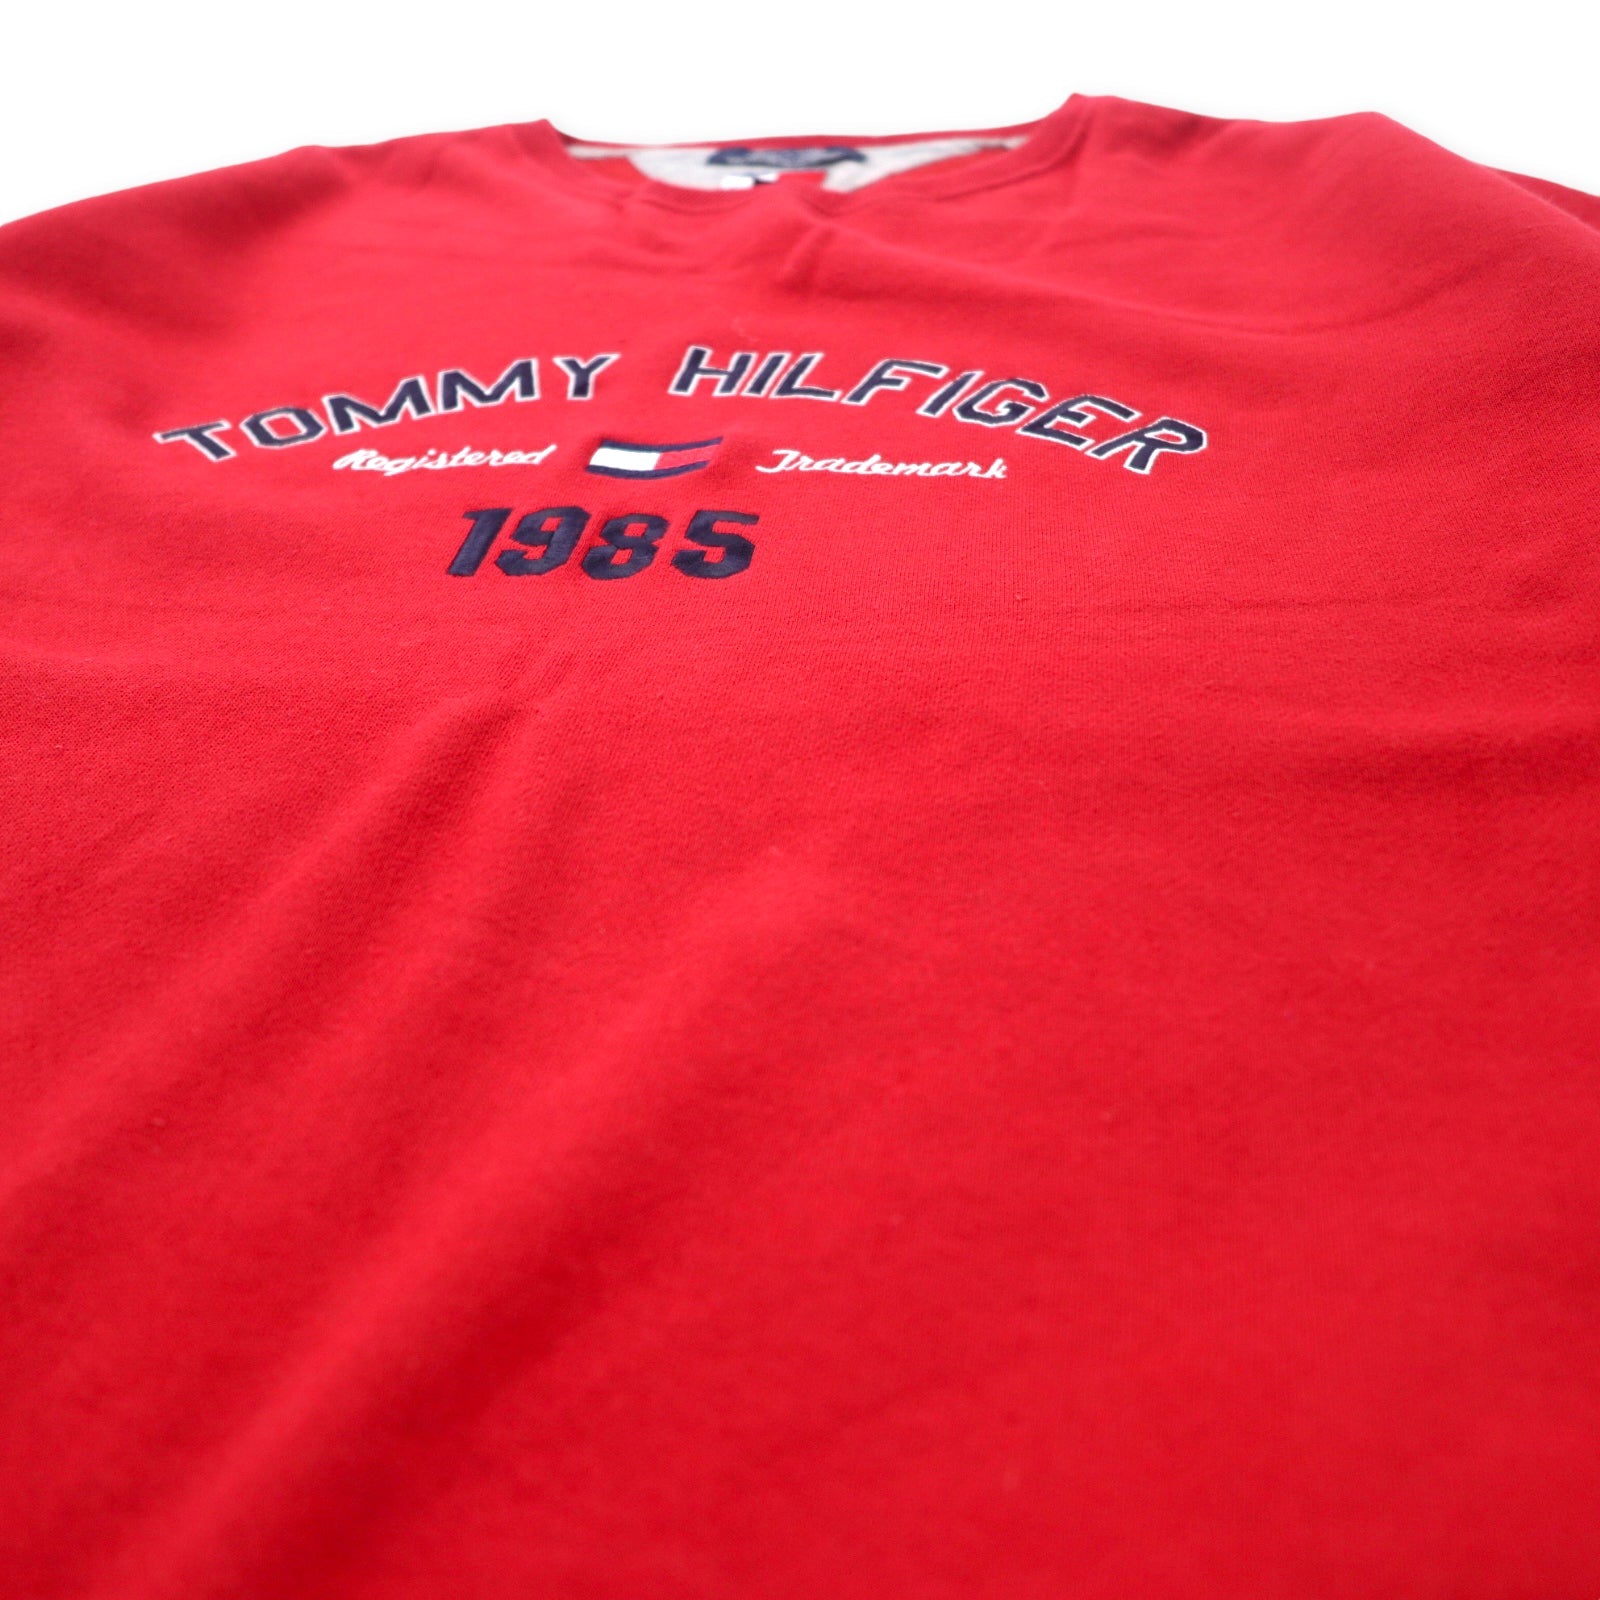 TOMMY HILFIGER
Registered Trademark
1985